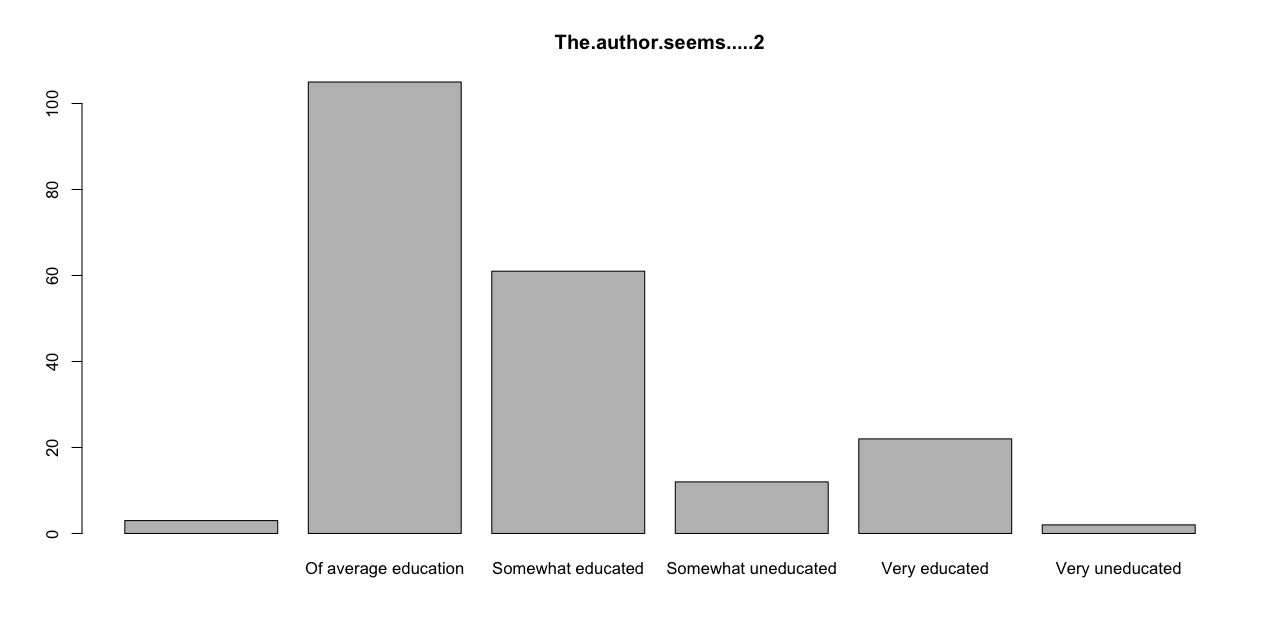 The.author.seems.....2
100
80
60
40
20
0
Of average education
Somewhat educated
Somewhat uneducated
Very educated
Very uneducated